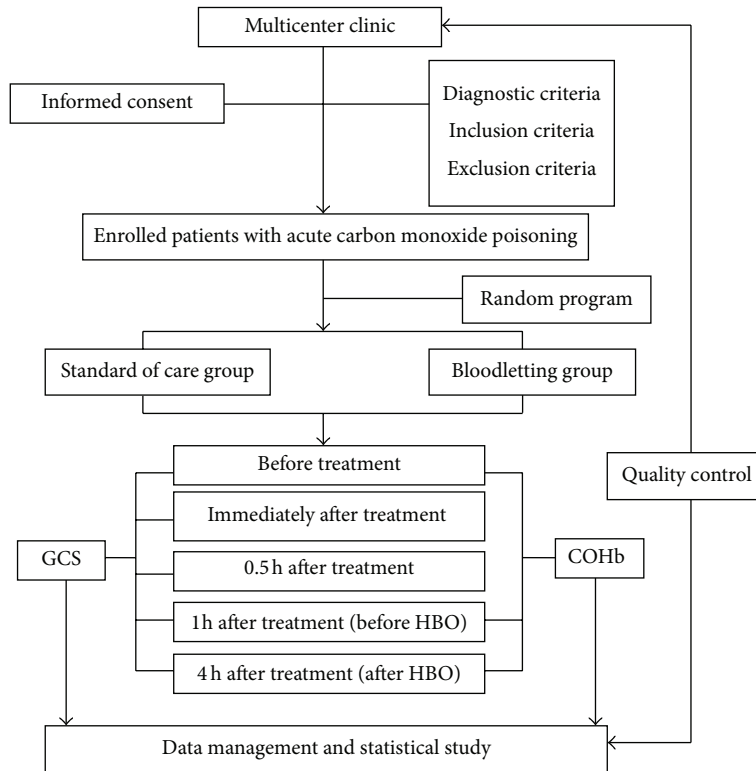 Multicenter clinic
Informed consent
Diagnostic criteria
Inclusion criteria
Exclusion criteria
Enrolled patients with acute carbon monoxide poisoning
Random program
Standard of care group
Bloodletting group
Before treatment
Quality control
Immediately after treatment
GCS
0.5 h after treatment
COHb
1h after treatment (before HBO)
4 h after treatment (after HBO)
Data management and statistical study